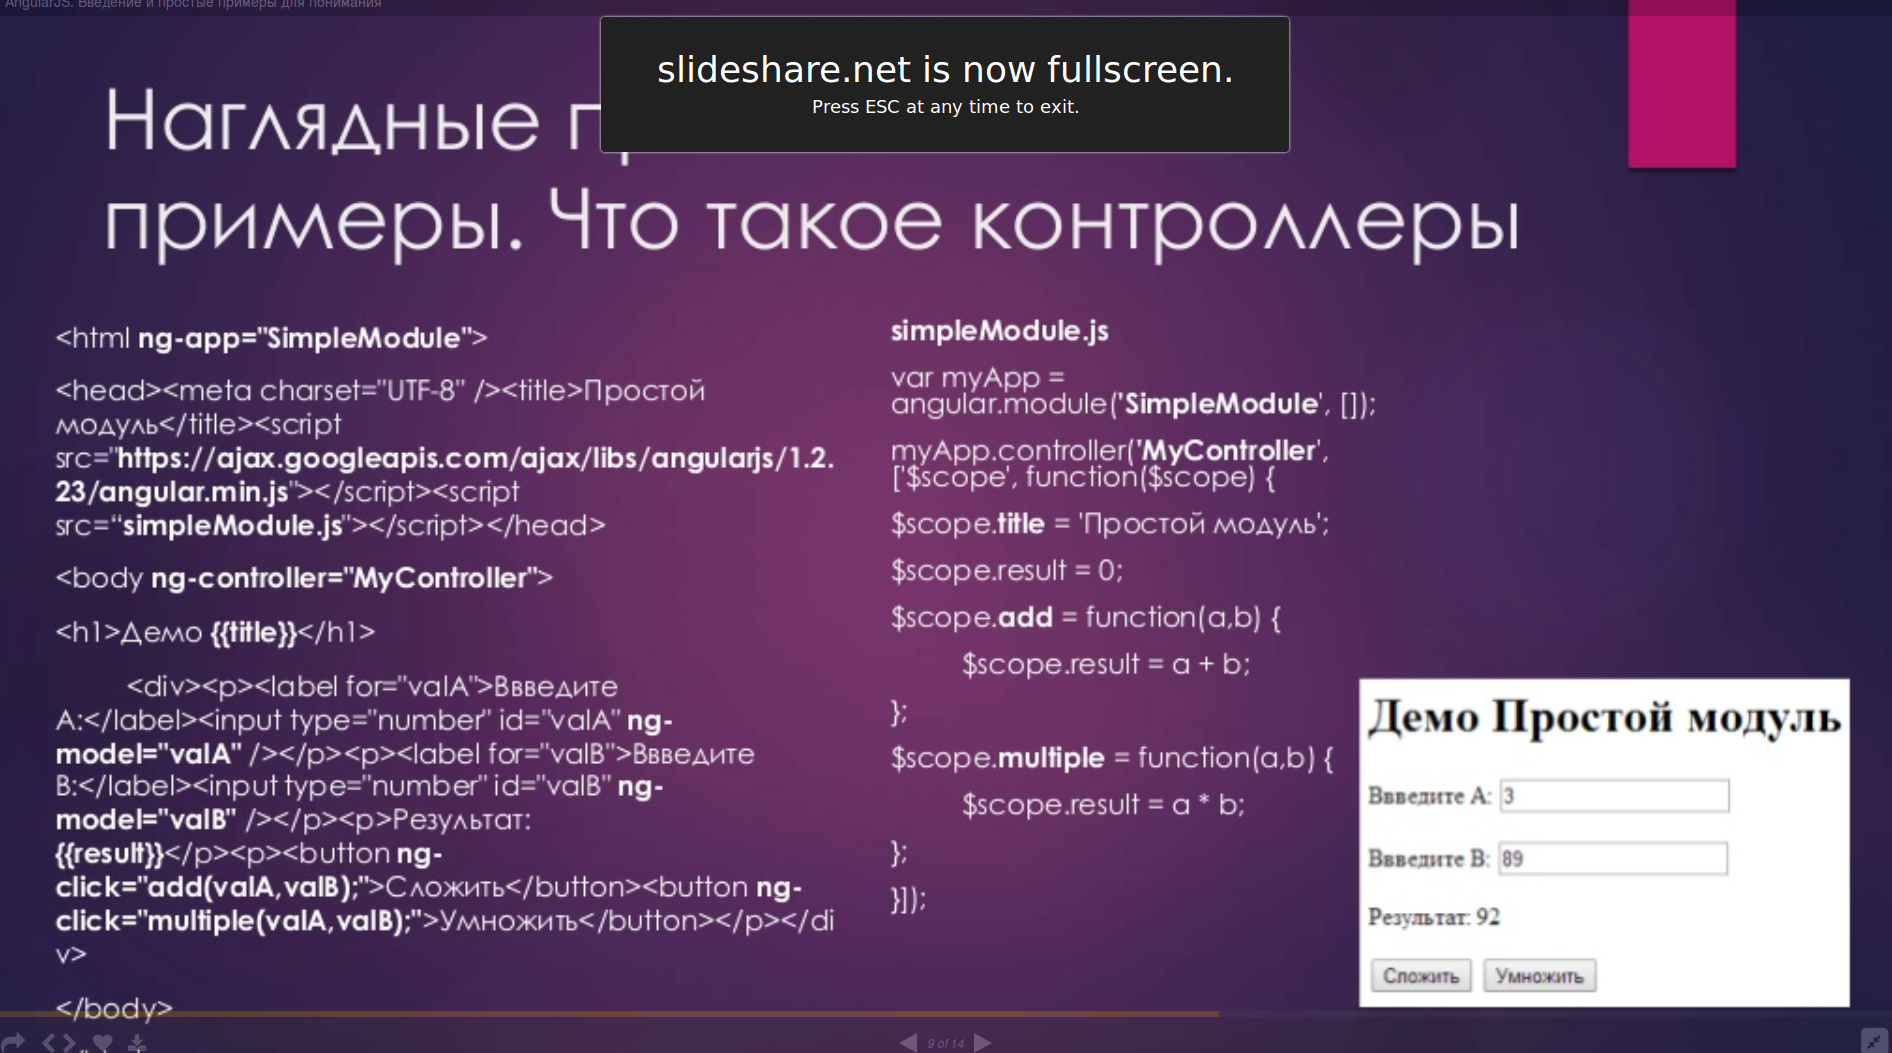 AngularJS. Введение и простые примеры для понимания
slideshare.net is now fullscreen.
Press ESC at any time to exit.
Наглядные
примеры. Что такое контроллеры
<html ng-app="SimpleModule">
<head><meta charset="UTF-8" /><title>Простой
модуль</title><script
src="https://ajax.googleapis.com/ajax/libs/angularjs/1.2.
23/angular.min.js"></script><script
src=“simpleModule.js"></script></head>
<body ng-controller="MyController">
<h1>Демо {{title}}</h1>
<div><p><label for="valA">Ввведите
A:</label><input type="number" id="valA" ng-
model="valA" /></p><p><label for="valB">Ввведите
B:</label><input type="number" id="valB" ng-
model="valB" /></p><p>Результат:
{{result}}</p><p><button ng-
click="add(valA,valB);">Сложить</button><button ng-
click="multiple(valA,valB);">Умножить</button></p></di
v>
</body>
simpleModule.js
var myApp =
angular.module('SimpleModule', []);
myApp.controller('MyController',
['$scope', function($scope) {
$scope.title = 'Простой модуль';
$scope.result = 0;
$scope.add = function(a,b) {
$scope.result = a + b;
};
$scope.multiple = function(a,b) {
$scope.result = a * b;
};
}]);
Демо Простой модуль
Ввведите A: 3
Ввведите B: 89
Результат: 92
Сложить Умножить
9 of 14